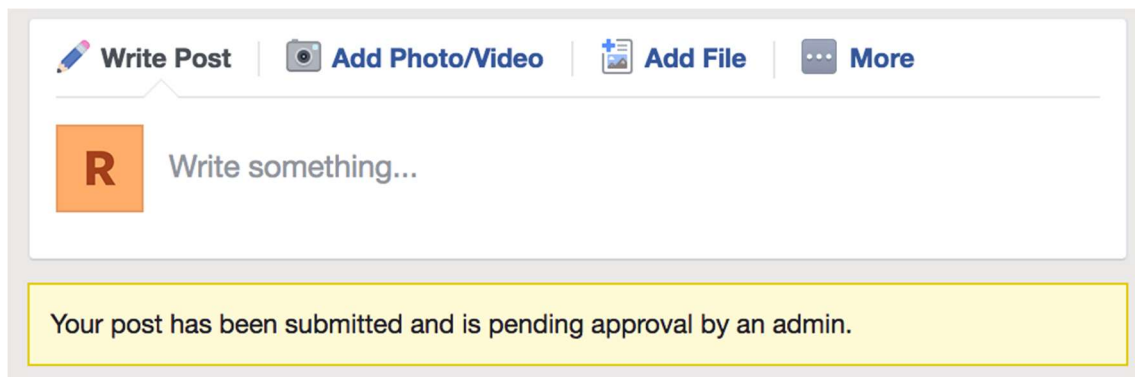 Write Post Add Photo/Video Add File More
R Write something...
Your post has been submitted and is pending approval by an admin.